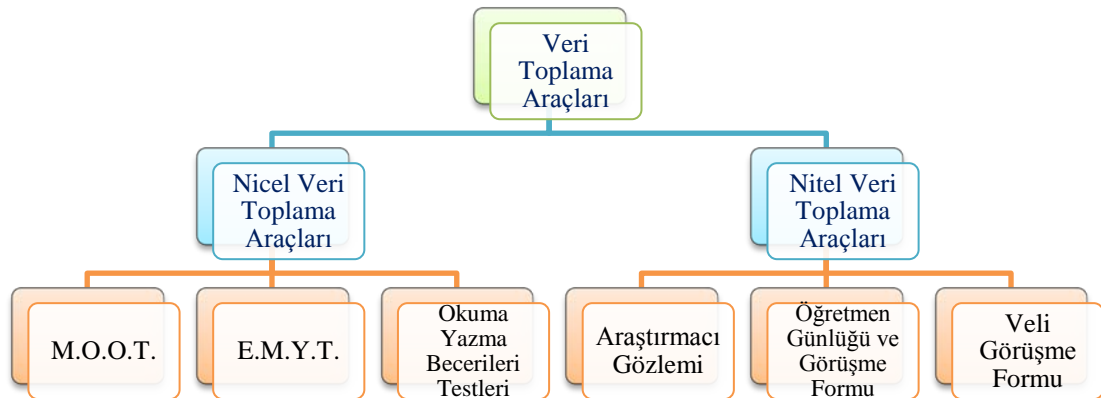 Veri
Toplama
Araçları
Nicel Veri
Toplama
Araçları
Nitel Veri
Toplama
Araçları
M.O.O.T.
E.M.Y.T.
Okuma
Yazma
Becerileri
Testleri
Araştırmacı
Gözlemi
Öğretmen
Günlüğü ve
Görüşme
Formu
Veli
Görüşme
Formu